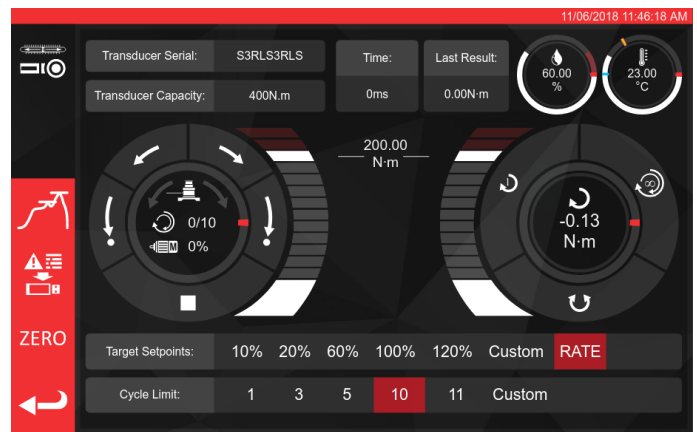 11/06/2018 11:46:18 AM
Transducer Serial: S3RLS3RLS
Time:
Last Result:
Transducer Capacity: 400N.m
0ms
0.00N·m
60.00
%
23.00
°C
200.00
N·m
0/10
M 0%
1
∞
-0.13
N·m
ZERO
Target Setpoints: 10% 20% 60% 100% 120% Custom RATE
Cycle Limit: 1 3 5 10 11 Custom